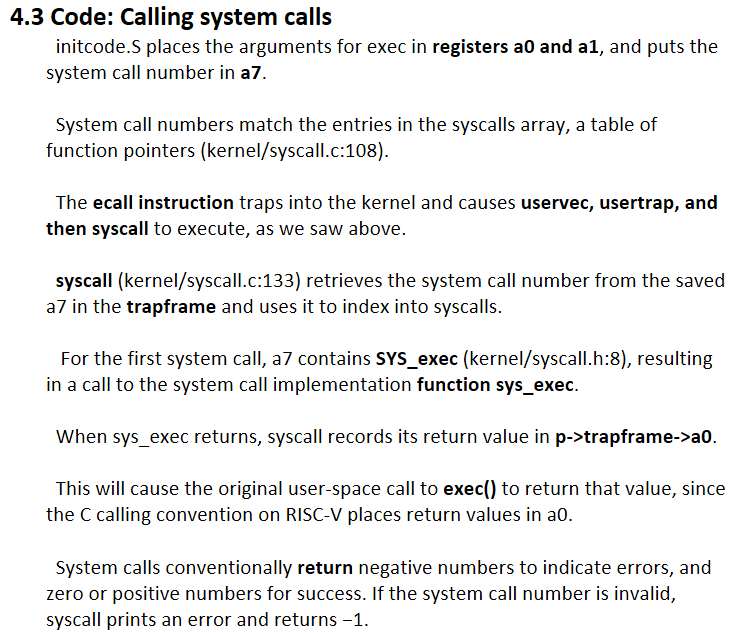 4.3 Code: Calling system calls
initcode.S places the arguments for exec in registers a0 and a1, and puts the
system call number in a7.
System call numbers match the entries in the syscalls array, a table of
function pointers (kernel/syscall.c:108).
The ecall instruction traps into the kernel and causes uservec, usertrap, and
then syscall to execute, as we saw above.
syscall (kernel/syscall.c:133) retrieves the system call number from the saved
a7 in the trapframe and uses it to index into syscalls.
For the first system call, a7 contains SYS_exec (kernel/syscall.h:8), resulting
in a call to the system call implementation function sys_exec.
When sys_exec returns, syscall records its return value in p->trapframe->a0.
This will cause the original user-space call to exec() to return that value, since
the C calling convention on RISC-V places return values in a0.
System calls conventionally return negative numbers to indicate errors, and
zero or positive numbers for success. If the system call number is invalid,
syscall prints an error and returns −1.